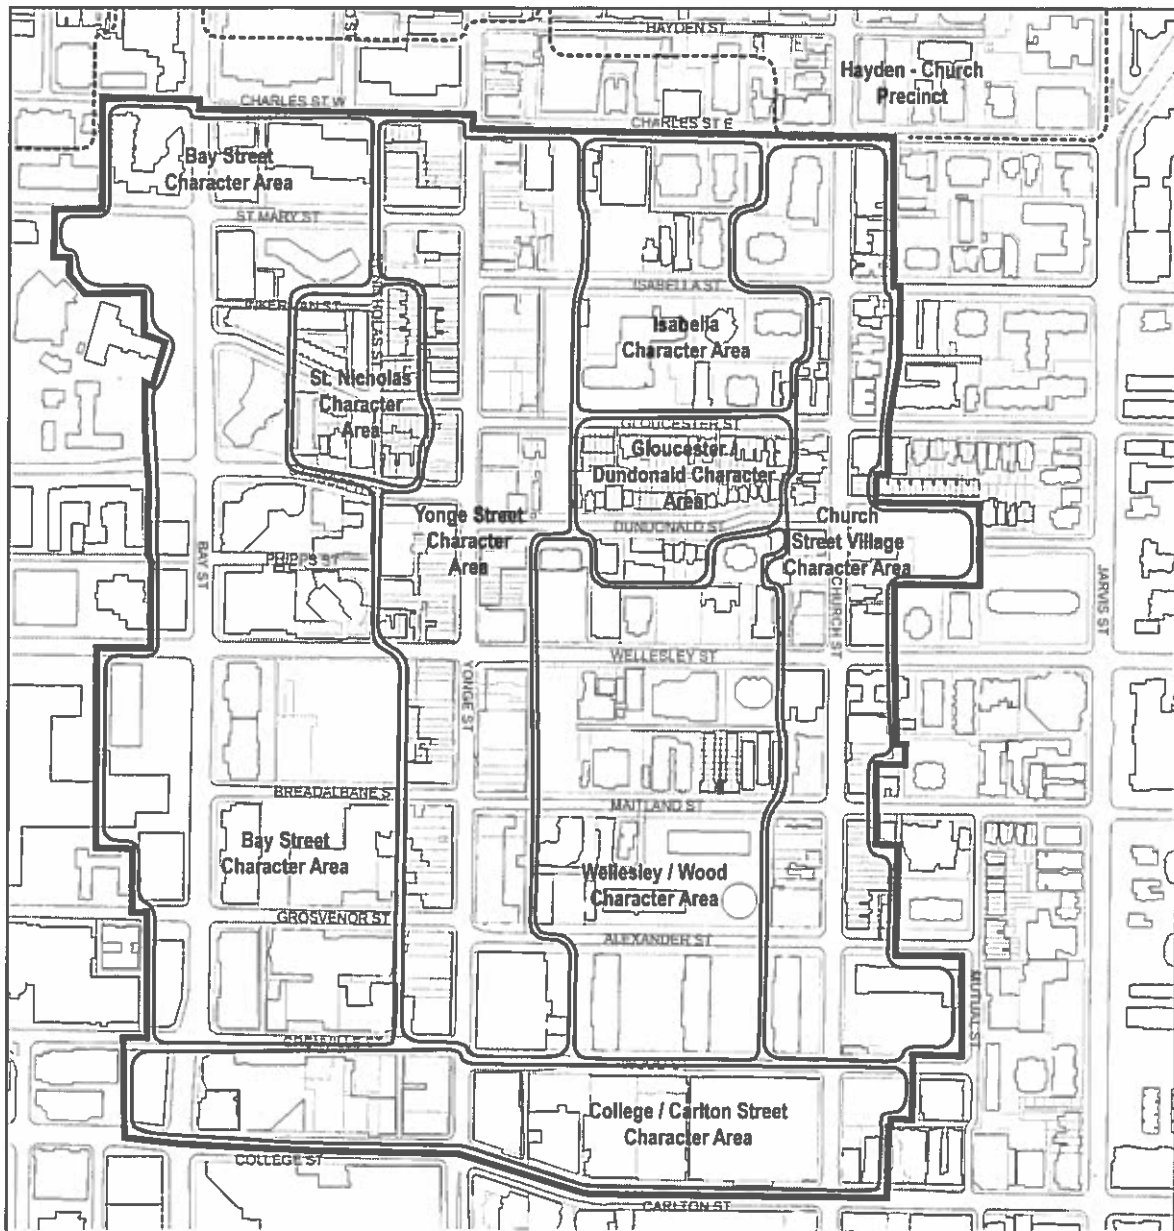 HAYDEN ST
Hayden - Church
Precinct
CHARLES ST W
CHARLES ST E
Bay Street
Character Area
ST MARY ST
ISABELLA ST
ST NICHOLAS ST
Isabella
Character Area
St. Nicholas
Character
Area
GLOUCESTER ST
Gloucester /
Dundonald Character
Area
DUNDONALD ST
Yonge Street
Character
Area
Church
Street Village
Character Area
BAY ST
PHIPPS ST
CHURCH ST
JARVIS ST
WELLESLEY ST
YONGE ST
BREADALBANE ST
MAITLAND ST
Bay Street
Character Area
Wellesley / Wood
Character Area
GROSVENOR ST
ALEXANDER ST
MUTUAL ST
College / Carlton Street
Character Area
COLLEGE ST
CARLTON ST